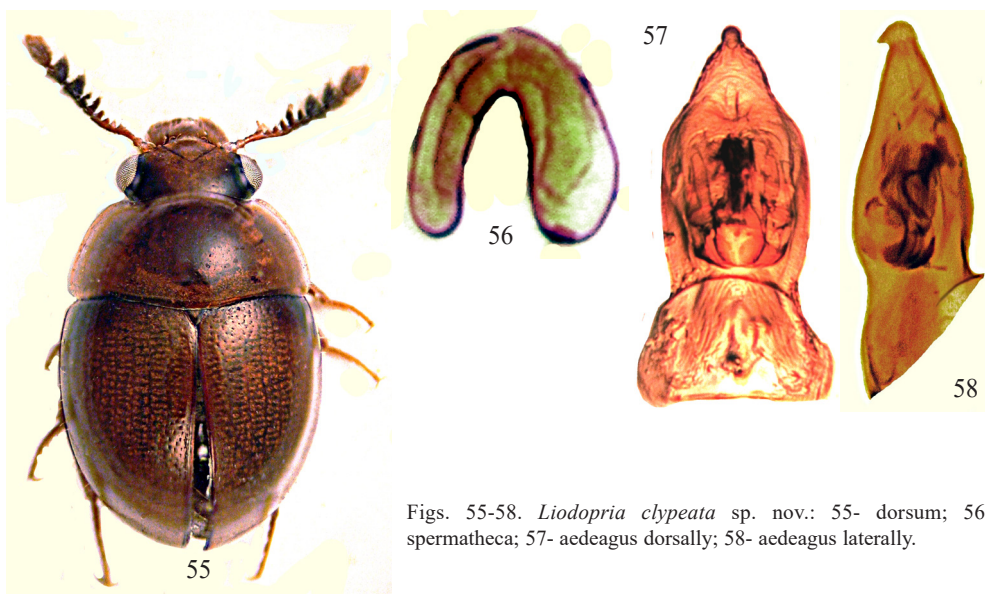 57
56
58
55
Figs. 55-58. Liodopria clypeata sp. nov.: 55- dorsum; 56
spermatheca; 57- aedeagus dorsally; 58- aedeagus laterally.